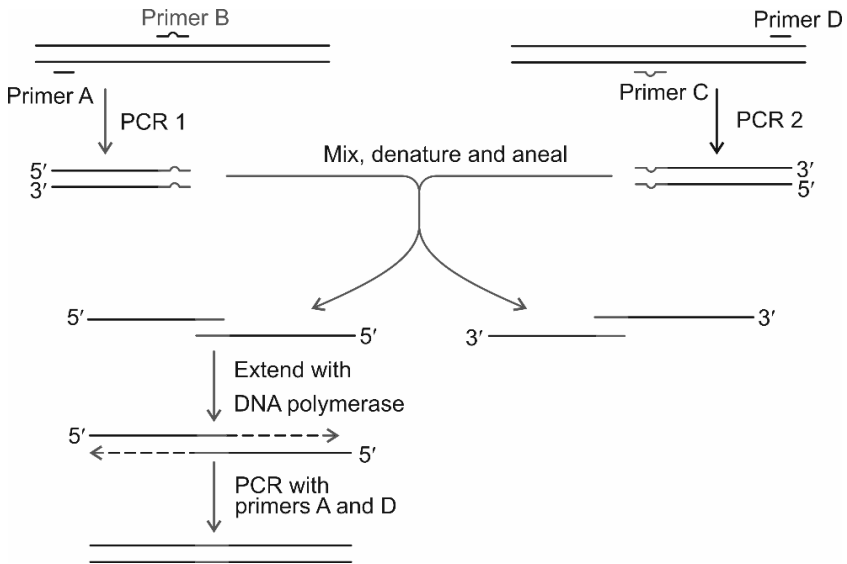 Primer B
Primer D
Primer A
Primer C
PCR 1
PCR 2
Mix, denature and aneal
5′
3′
3′
5′
5′
5′
3′
3′
Extend with
DNA polymerase
5′
5′
PCR with
primers A and D